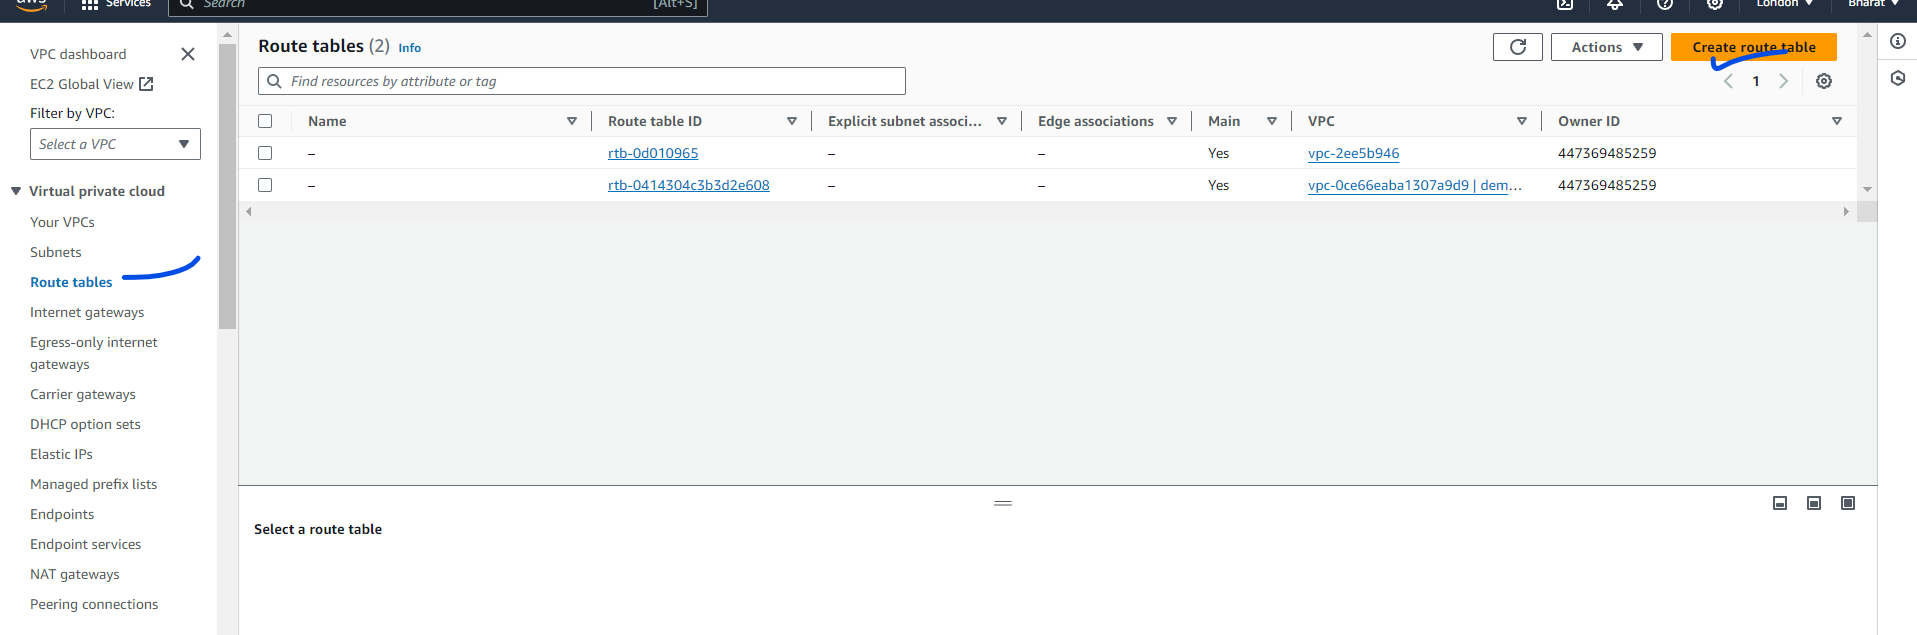 aws Services Search [Alt+S] London Bharat
VPC dashboard
EC2 Global View
Filter by VPC:
Select a VPC
Virtual private cloud
Your VPCs
Subnets
Route tables
Internet gateways
Egress-only internet
gateways
Carrier gateways
DHCP option sets
Elastic IPs
Managed prefix lists
Endpoints
Endpoint services
NAT gateways
Peering connections
Route tables (2) Info
Actions
Create route table
Find resources by attribute or tag
1
Name Route table ID Explicit subnet associ... Edge associations Main VPC Owner ID
– rtb-0d010965 – – Yes vpc-2ee5b946 447369485259
– rtb-0414304c3b3d2e608 – – Yes vpc-0ce66eaba1307a9d9 | dem... 447369485259
Select a route table